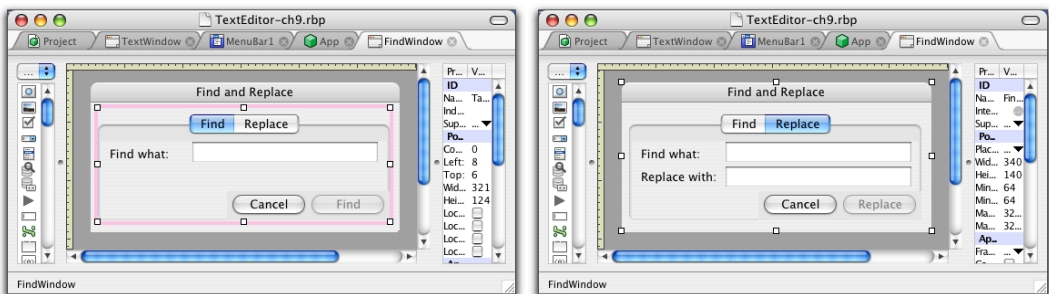 TextEditor-ch9.rbp
Project TextWindow MenuBar1 App FindWindow
...
Pr... V...
ID
Na... Ta...
Ind...
Sup... ...
Po...
Co... 0
Left: 8
Top: 6
Wid... 321
Hei... 124
Loc...
Loc...
Loc...
Loc...
Find and Replace
Find Replace
Find what:
Cancel Find
FindWindow
TextEditor-ch9.rbp
Project TextWindow MenuBar1 App FindWindow
...
Pr... V...
ID
Na... Fin...
Inte...
Sup... ...
Po...
Plac... ...
Wid... 340
Hei... 140
Min... 64
Min... 64
Ma... 32...
Ma... 32...
Ap...
Fra... ...
Find and Replace
Find Replace
Find what:
Replace with:
Cancel Replace
FindWindow